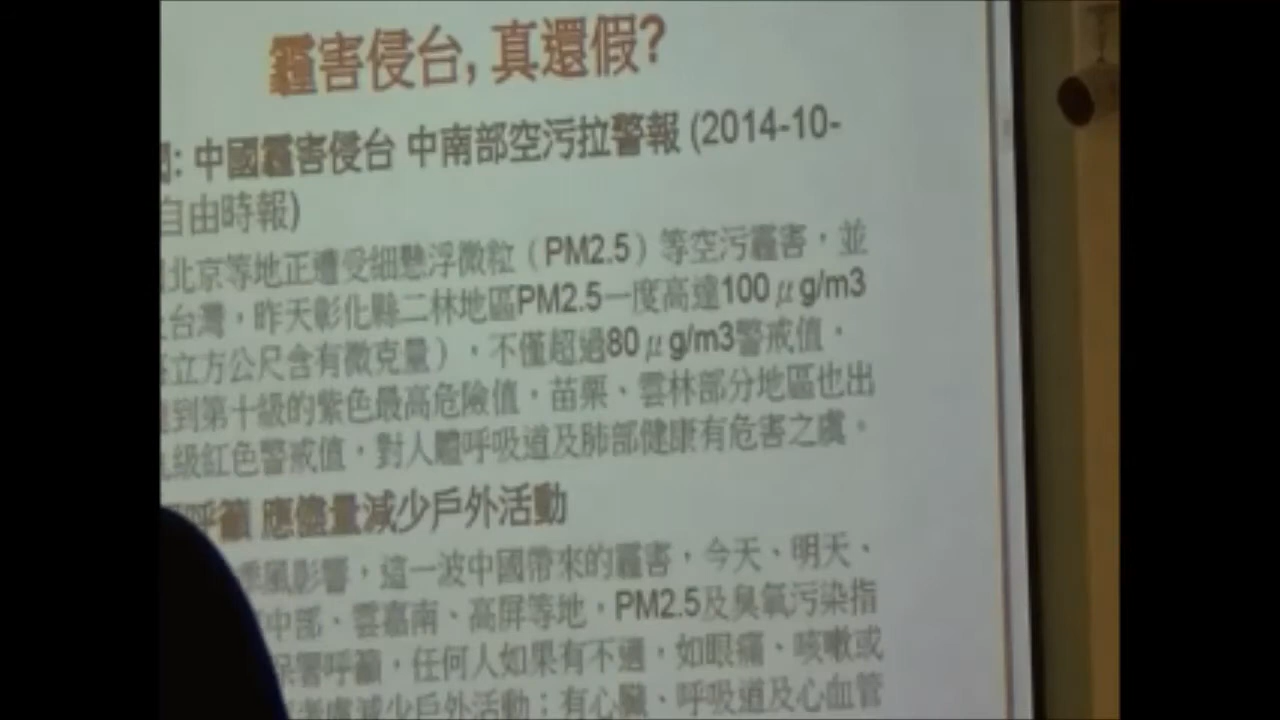 霾害侵台, 真還假?
聞: 中國霾害侵台 中南部空污拉警報 (2014-10-
自由時報)
北京等地正遭受細懸浮微粒（PM2.5）等空污霾害，並
台灣，昨天彰化縣二林地區PM2.5一度高達100μg/m3
立方公尺含有微克量），不僅超過80μg/m3警戒值，
到第十級的紫色最高危險值，苗栗、雲林部分地區也出
級紅色警戒值，對人體呼吸道及肺部健康有危害之虞。
呼籲 應儘量減少戶外活動
風影響，這一波中國帶來的霾害，今天、明天、
中部、雲嘉南、高屏等地，PM2.5及臭氧污染指
保署呼籲，任何人如果有不適，如眼痛、咳嗽或
考慮減少戶外活動；有心臟、呼吸道及心血管